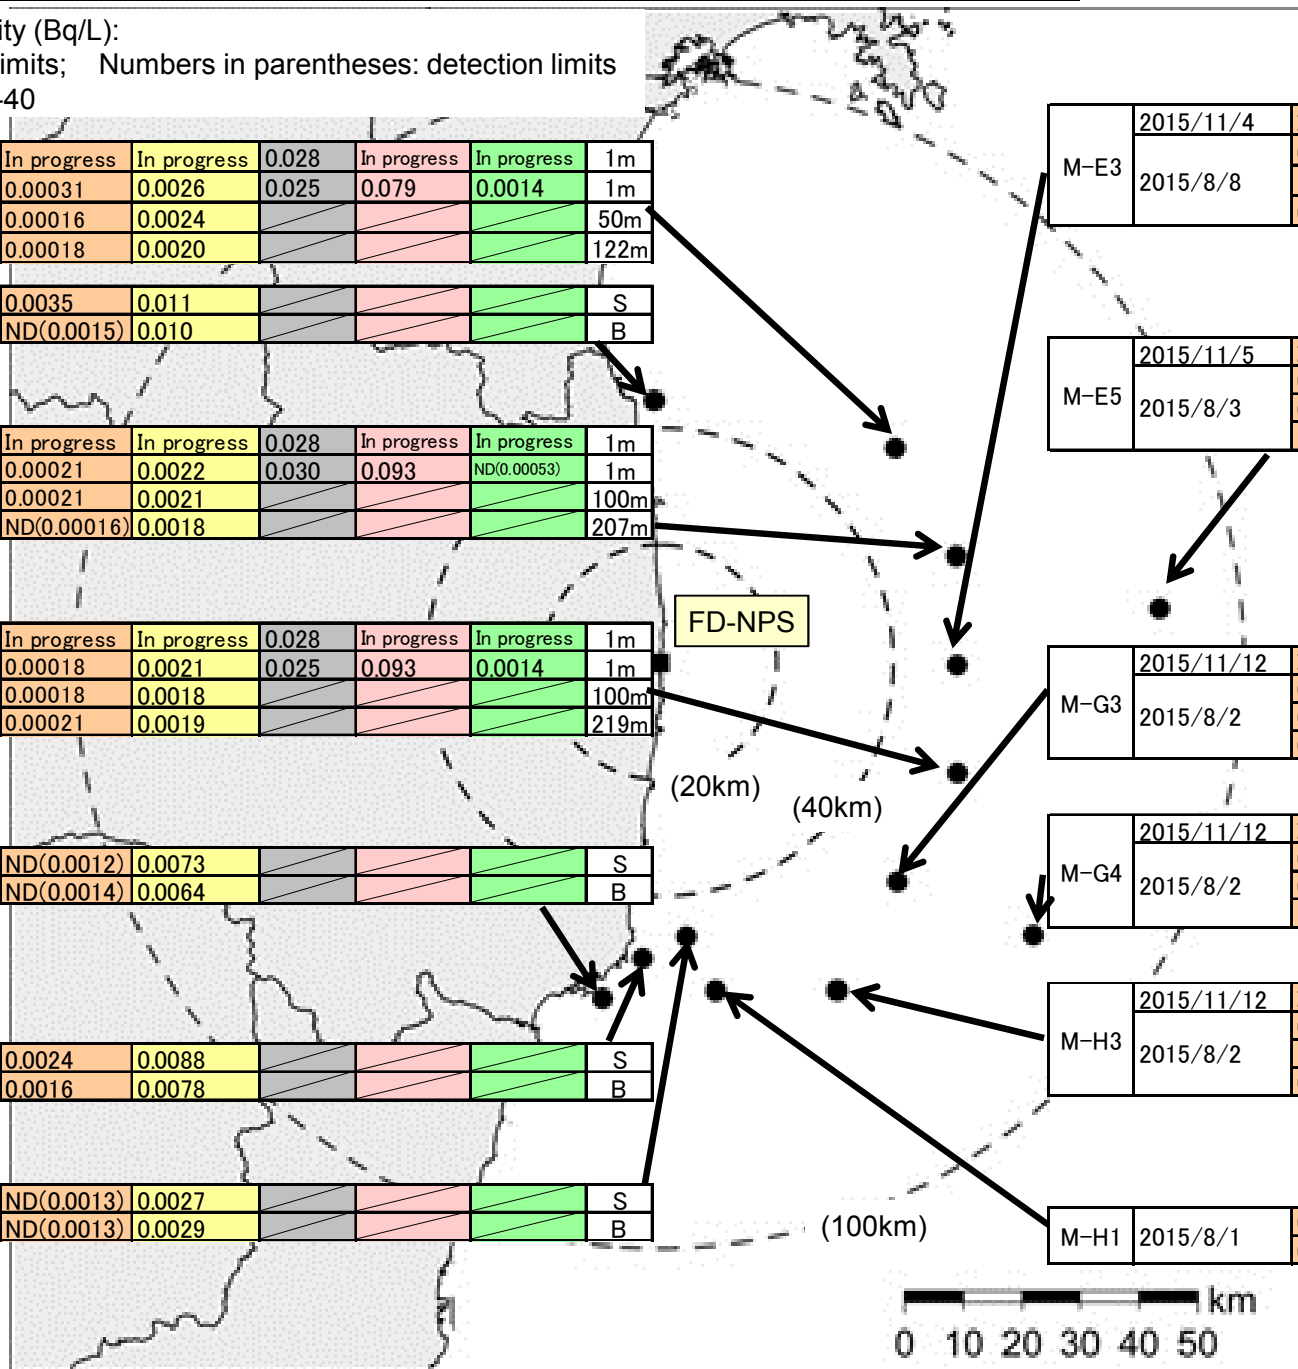 ity (Bq/L):
imits; Numbers in parentheses: detection limits
-40
In progress In progress 0.028 In progress In progress 1m
0.00031 0.0026 0.025 0.079 0.0014 1m
0.00016 0.0024 50m
0.00018 0.0020 122m
0.0035 0.011 S
ND(0.0015) 0.010 B
In progress In progress 0.028 In progress In progress 1m
0.00021 0.0022 0.030 0.093 ND(0.00053) 1m
0.00021 0.0021 100m
ND(0.00016) 0.0018 207m
In progress In progress 0.028 In progress In progress 1m
0.00018 0.0021 0.025 0.093 0.0014 1m
0.00018 0.0018 100m
0.00021 0.0019 219m
ND(0.0012) 0.0073 S
ND(0.0014) 0.0064 B
0.0024 0.0088 S
0.0016 0.0078 B
ND(0.0013) 0.0027 S
ND(0.0013) 0.0029 B
FD-NPS
(20km)
(40km)
(100km)
M-E3 2015/11/4
2015/8/8
M-E5 2015/11/5
2015/8/3
M-G3 2015/11/12
2015/8/2
M-G4 2015/11/12
2015/8/2
M-H3 2015/11/12
2015/8/2
M-H1 2015/8/1
km
0 10 20 30 40 50